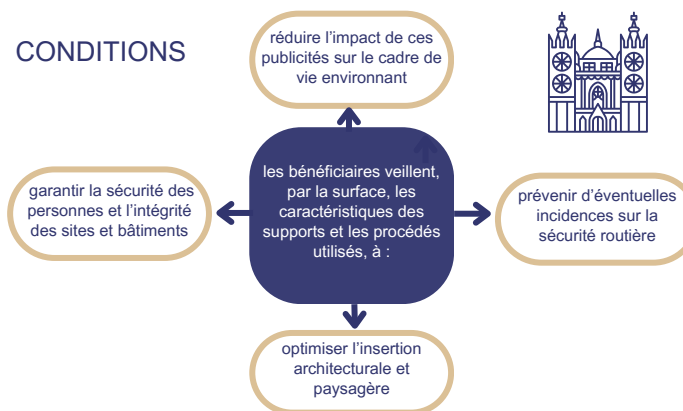 CONDITIONS
réduire l'impact de ces
publicités sur le cadre de
vie environnant
les bénéficiaires veillent,
par la surface, les
caractéristiques des
supports et les procédés
utilisés, à :
garantir la sécurité des
personnes et l'intégrité
des sites et bâtiments
prévenir d'éventuelles
incidences sur la
sécurité routière
optimiser l'insertion
architecturale et
paysagère